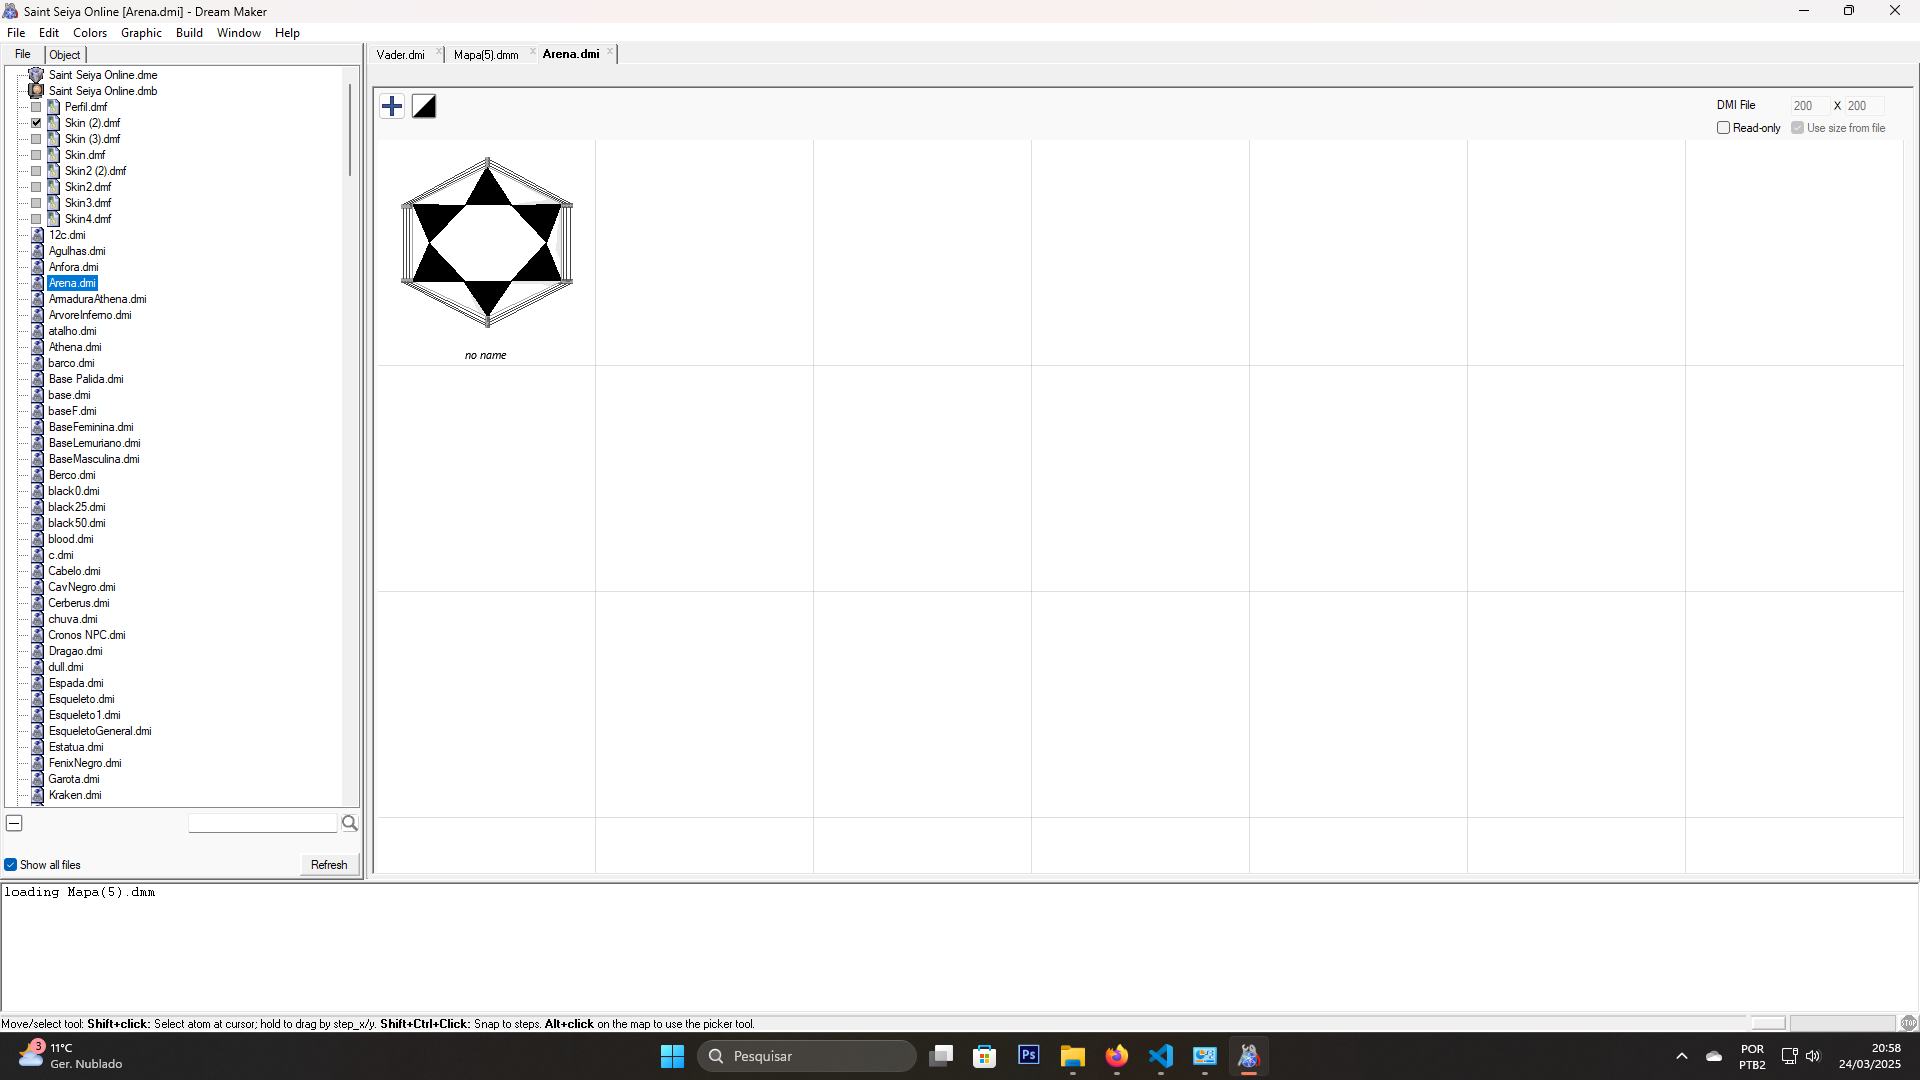 Saint Seiya Online [Arena.dmi] - Dream Maker
File Edit Colors Graphic Build Window Help
File Object
Saint Seiya Online.dme
Saint Seiya Online.dmb
Perfil.dmf
Skin (2).dmf
Skin (3).dmf
Skin.dmf
Skin2 (2).dmf
Skin2.dmf
Skin3.dmf
Skin4.dmf
12c.dmi
Agulhas.dmi
Anfora.dmi
Arena.dmi
ArmaduraAthena.dmi
ArvoreInferno.dmi
atalho.dmi
Athena.dmi
barco.dmi
Base Palida.dmi
base.dmi
baseF.dmi
BaseFeminina.dmi
BaseLemuriano.dmi
BaseMasculina.dmi
Berco.dmi
black0.dmi
black25.dmi
black50.dmi
blood.dmi
c.dmi
Cabelo.dmi
CavNegro.dmi
Cerberus.dmi
chuva.dmi
Cronos NPC.dmi
Dragao.dmi
dull.dmi
Espada.dmi
Esqueleto.dmi
Esqueleto1.dmi
EsqueletoGeneral.dmi
Estatua.dmi
FenixNegro.dmi
Garota.dmi
Kraken.dmi
Show all files Refresh
Vader.dmi Mapa(5).dmm Arena.dmi
DMI File 200 X 200
Read-only Use size from file
no name
loading Mapa(5).dmm
Move/select tool: Shift+click: Select atom at cursor; hold to drag by step_x/y. Shift+Ctrl+Click: Snap to steps. Alt+click on the map to use the picker tool.
STOP
3
11°C
Ger. Nublado
Pesquisar
Ps
POR
PTB2
20:58
24/03/2025